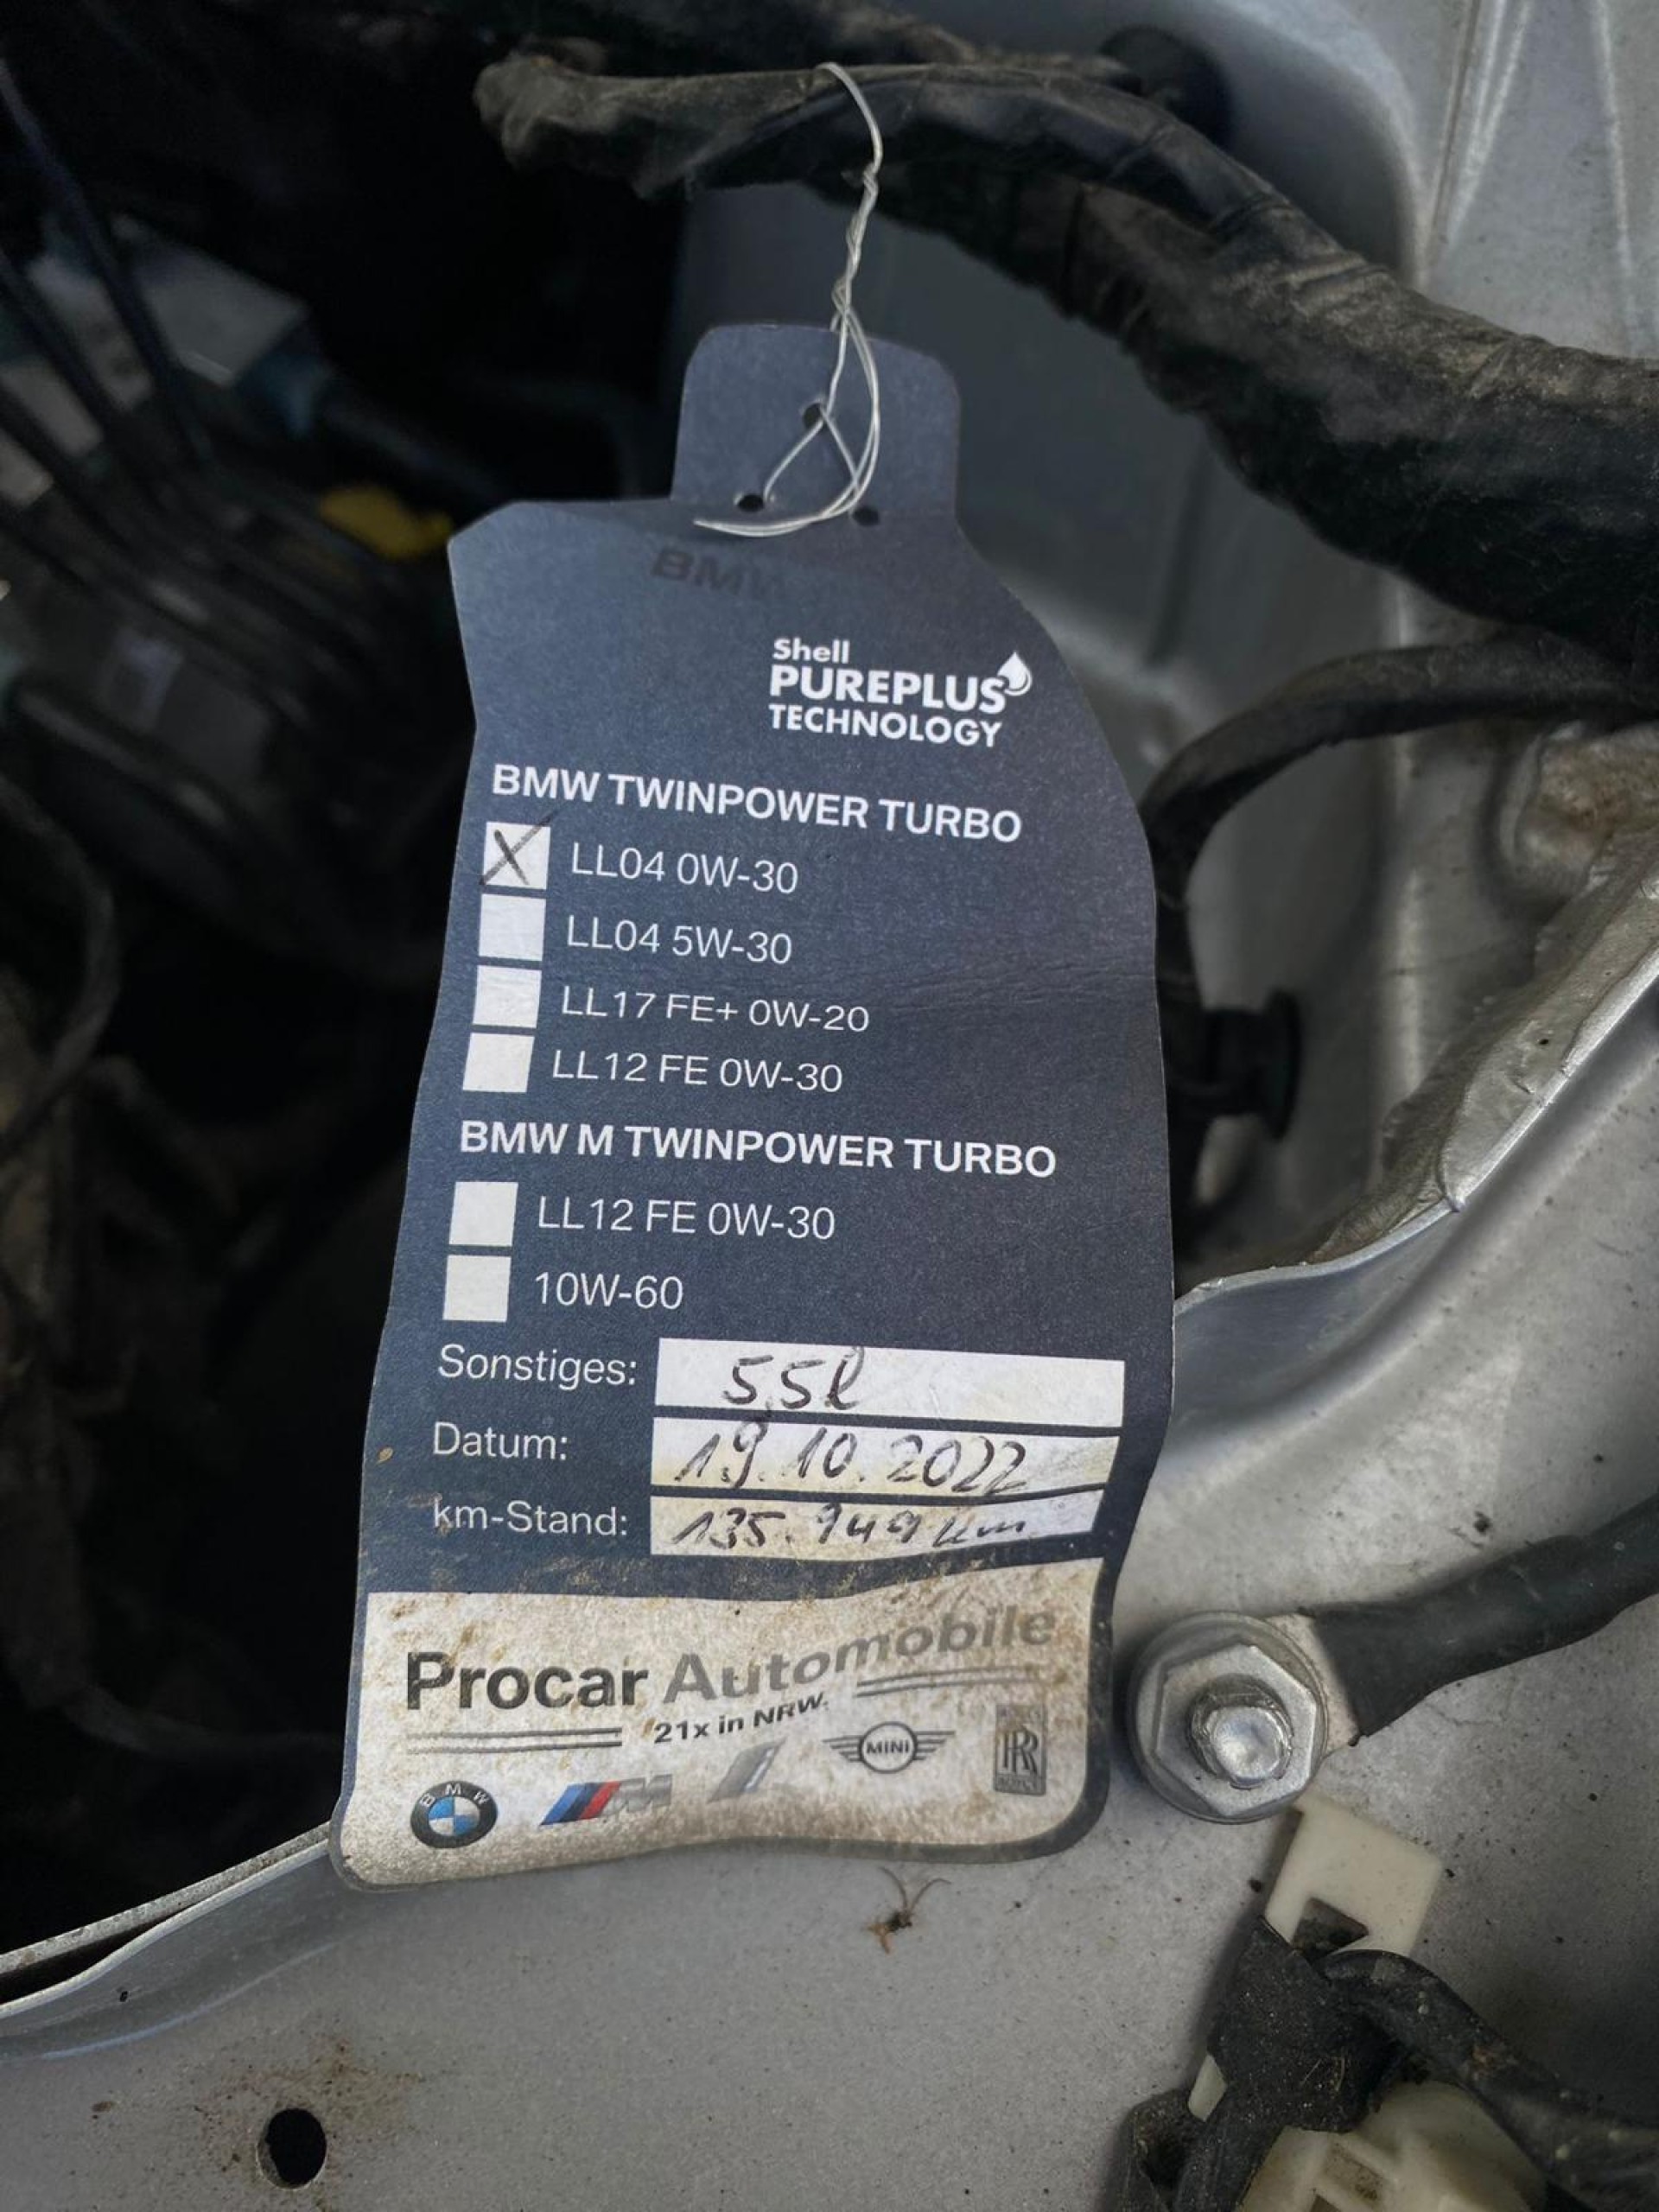 BMW
Shell
PUREPLUS
TECHNOLOGY
BMW TWINPOWER TURBO
X LL04 0W-30
LL04 5W-30
LL17 FE+ 0W-20
LL12 FE 0W-30
BMW M TWINPOWER TURBO
LL12 FE 0W-30
10W-60
Sonstiges: 5,5l
Datum: 19.10.2022
km-Stand: 135.949 km
Procar Automobile
21x in NRW.
BMW M i MINI RR